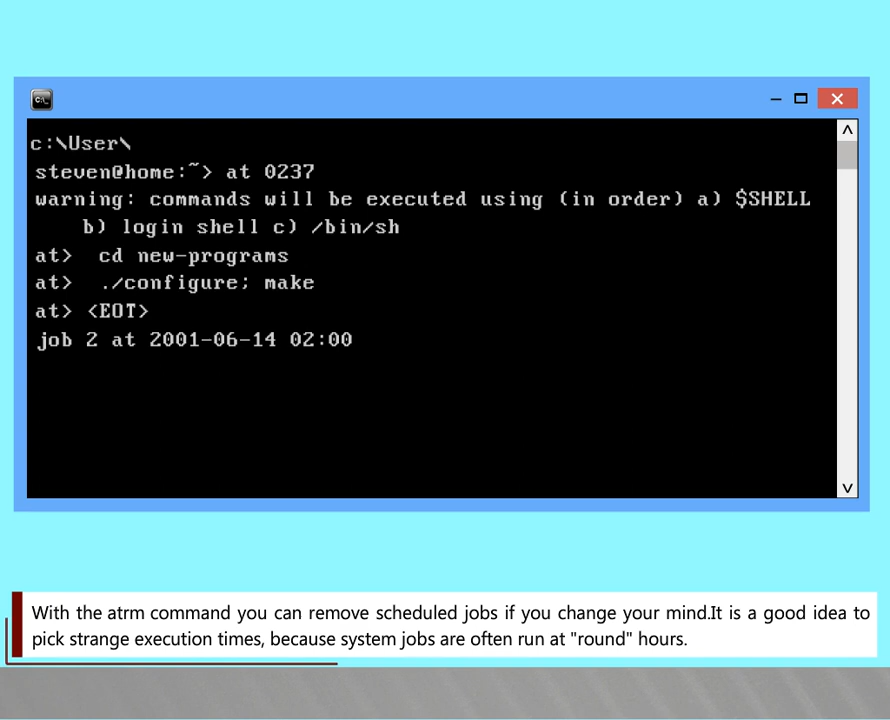 c:\User\
steven@home:~> at 0237
warning: commands will be executed using (in order) a) $SHELL
b) login shell c) /bin/sh
at> cd new-programs
at> ./configure; make
at> <EOT>
job 2 at 2001-06-14 02:00
With the atrm command you can remove scheduled jobs if you change your mind.It is a good idea to
pick strange execution times, because system jobs are often run at "round" hours.